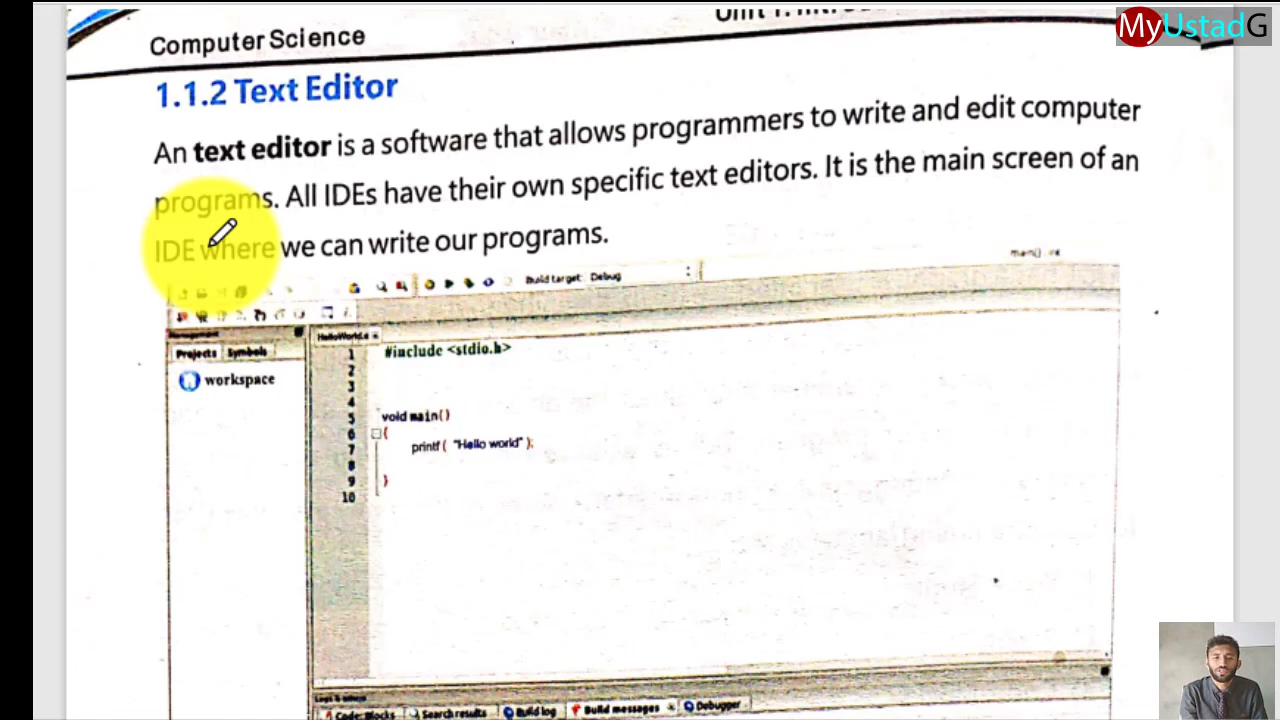 MyUstadG
Computer Science
1.1.2 Text Editor
An text editor is a software that allows programmers to write and edit computer
programs. All IDEs have their own specific text editors. It is the main screen of an
IDE where we can write our programs.
Build target: Debug
main()
HelloWorld.c
Projects Symbols
workspace
1 #include <stdio.h>
2
3
4
5 void main()
6 {
7 printf ( "Hello world" );
8
9 }
10
Code::Blocks Search results Build log Build messages Debugger